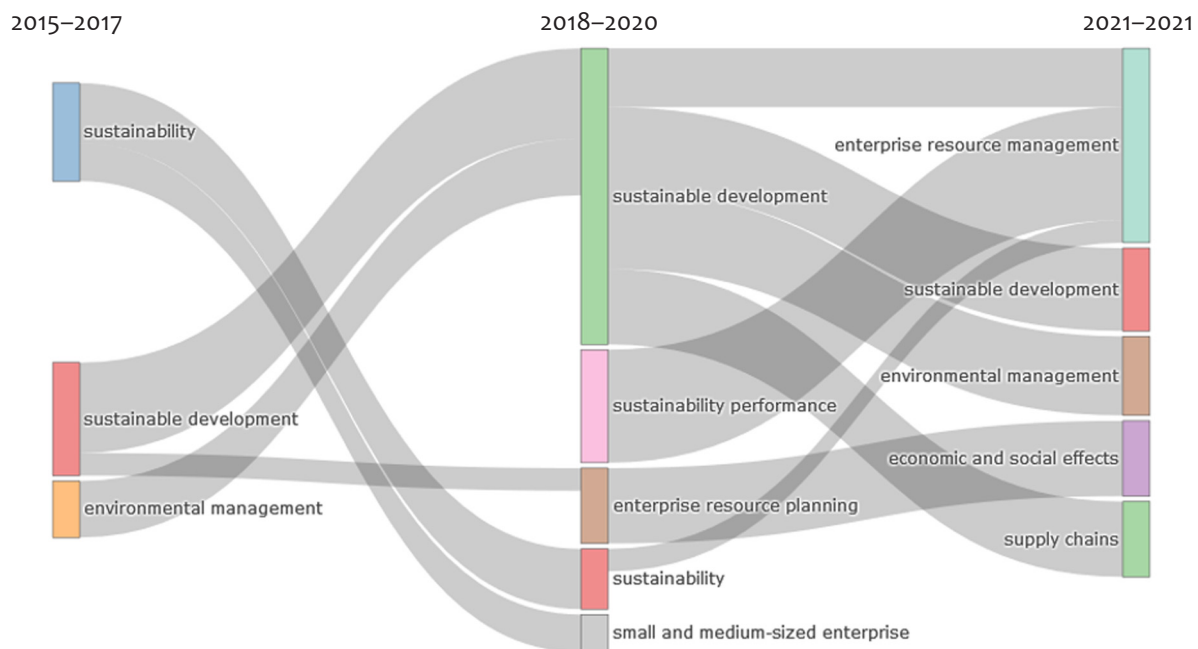 2015–2017
2018–2020
2021–2021
sustainability
sustainable development
environmental management
sustainable development
sustainability performance
enterprise resource planning
sustainability
small and medium-sized enterprise
enterprise resource management
sustainable development
environmental management
economic and social effects
supply chains